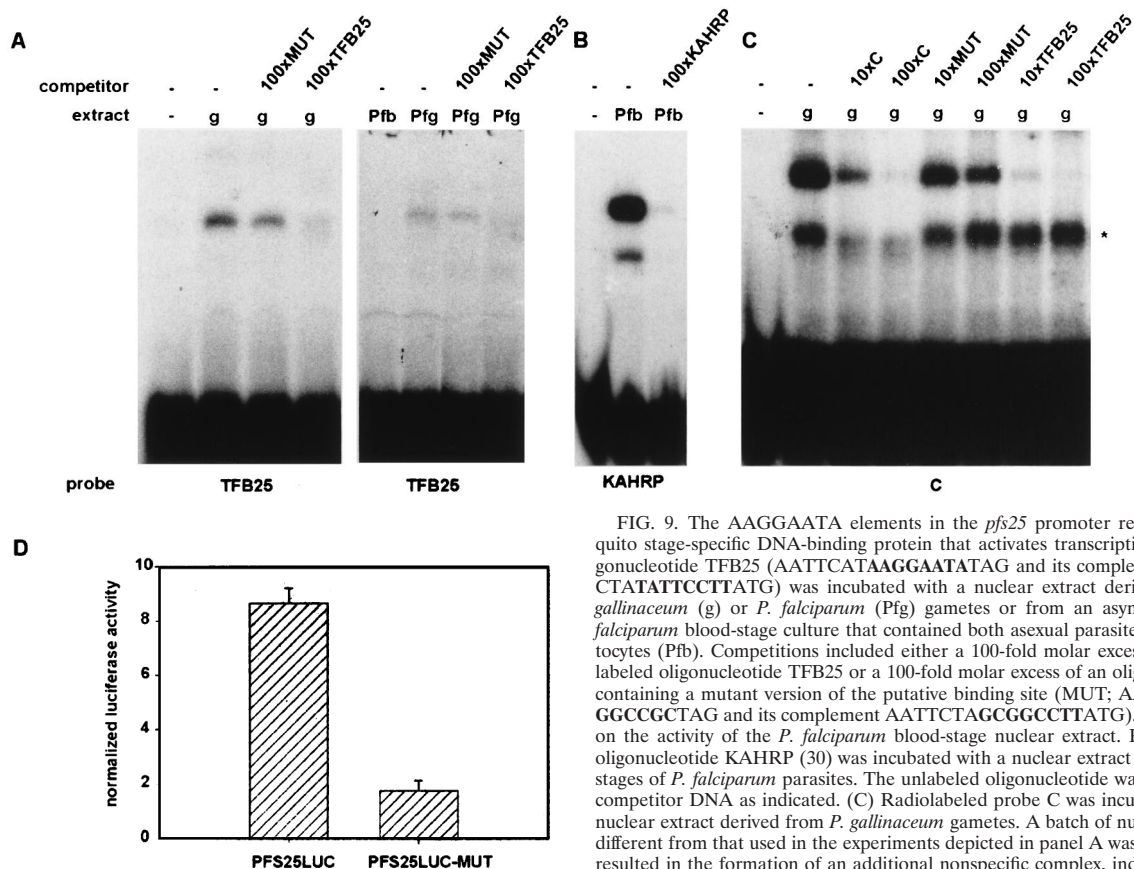 A
B
C
100xMUT
100xTFB25
100xMUT
100xTFB25
100xKAHRP
10xC
100xC
10xMUT
100xMUT
10xTFB25
100xTFB25
competitor - - - - - - -
extract - g g g Pfb Pfg Pfg Pfg - Pfb Pfb - g g g g g g g
*
probe TFB25 TFB25 KAHRP C
D
normalized luciferase activity
10
8
6
4
2
0
PFS25LUC PFS25LUC-MUT
FIG. 9. The AAGGAATA elements in the pfs25 promoter re
quito stage-specific DNA-binding protein that activates transcripti
gonucleotide TFB25 (AATTCATAAGGAATATAG and its comple
CTATATTCCTTATG) was incubated with a nuclear extract deri
gallinaceum (g) or P. falciparum (Pfg) gametes or from an asyn
falciparum blood-stage culture that contained both asexual parasite
tocytes (Pfb). Competitions included either a 100-fold molar exces
labeled oligonucleotide TFB25 or a 100-fold molar excess of an olig
containing a mutant version of the putative binding site (MUT; A
GGCCGCTAG and its complement AATTCTAGCGGCCTTATG).
on the activity of the P. falciparum blood-stage nuclear extract.
oligonucleotide KAHRP (30) was incubated with a nuclear extract
stages of P. falciparum parasites. The unlabeled oligonucleotide wa
competitor DNA as indicated. (C) Radiolabeled probe C was incu
nuclear extract derived from P. gallinaceum gametes. A batch of nu
different from that used in the experiments depicted in panel A was
resulted in the formation of an additional nonspecific complex, ind